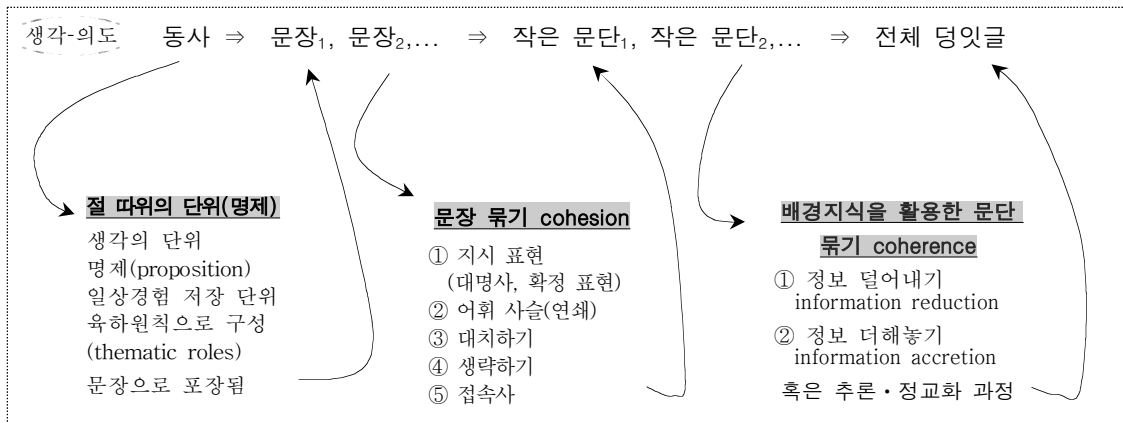 생각-의도 동사 ⇒ 문장₁, 문장₂,... ⇒ 작은 문단₁, 작은 문단₂,... ⇒ 전체 덩잇글
절 따위의 단위(명제)
생각의 단위
명제(proposition)
일상경험 저장 단위
육하원칙으로 구성
(thematic roles)
문장으로 포장됨
문장 묶기 cohesion
① 지시 표현
(대명사, 확정 표현)
② 어휘 사슬(연쇄)
③ 대치하기
④ 생략하기
⑤ 접속사
배경지식을 활용한 문단
묶기 coherence
① 정보 덜어내기
information reduction
② 정보 더해놓기
information accretion
혹은 추론・정교화 과정